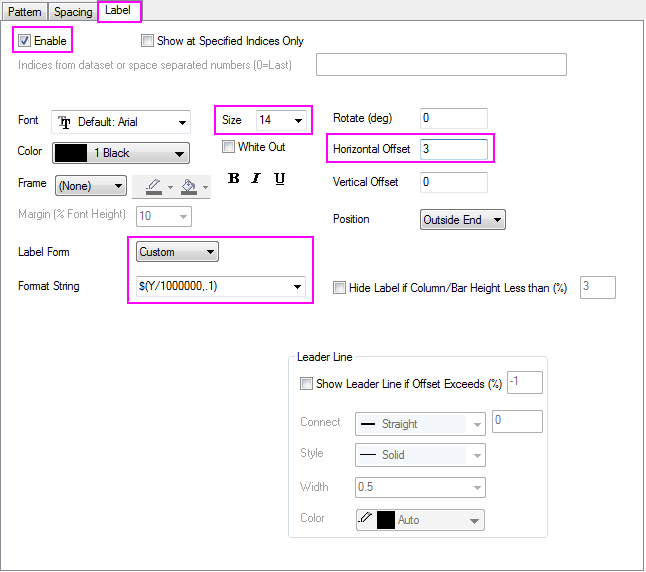 Pattern Spacing Label
Enable Show at Specified Indices Only
Indices from dataset or space separated numbers (0=Last)
Font Default: Arial Size 14 Rotate (deg) 0
Color 1 Black White Out Horizontal Offset 3
Frame (None) B I U Vertical Offset 0
Margin (% Font Height) 10 Position Outside End
Label Form Custom
Format String $(Y/1000000,.1) Hide Label if Column/Bar Height Less than (%) 3
Leader Line
Show Leader Line if Offset Exceeds (%) -1
Connect Straight 0
Style Solid
Width 0.5
Color Auto